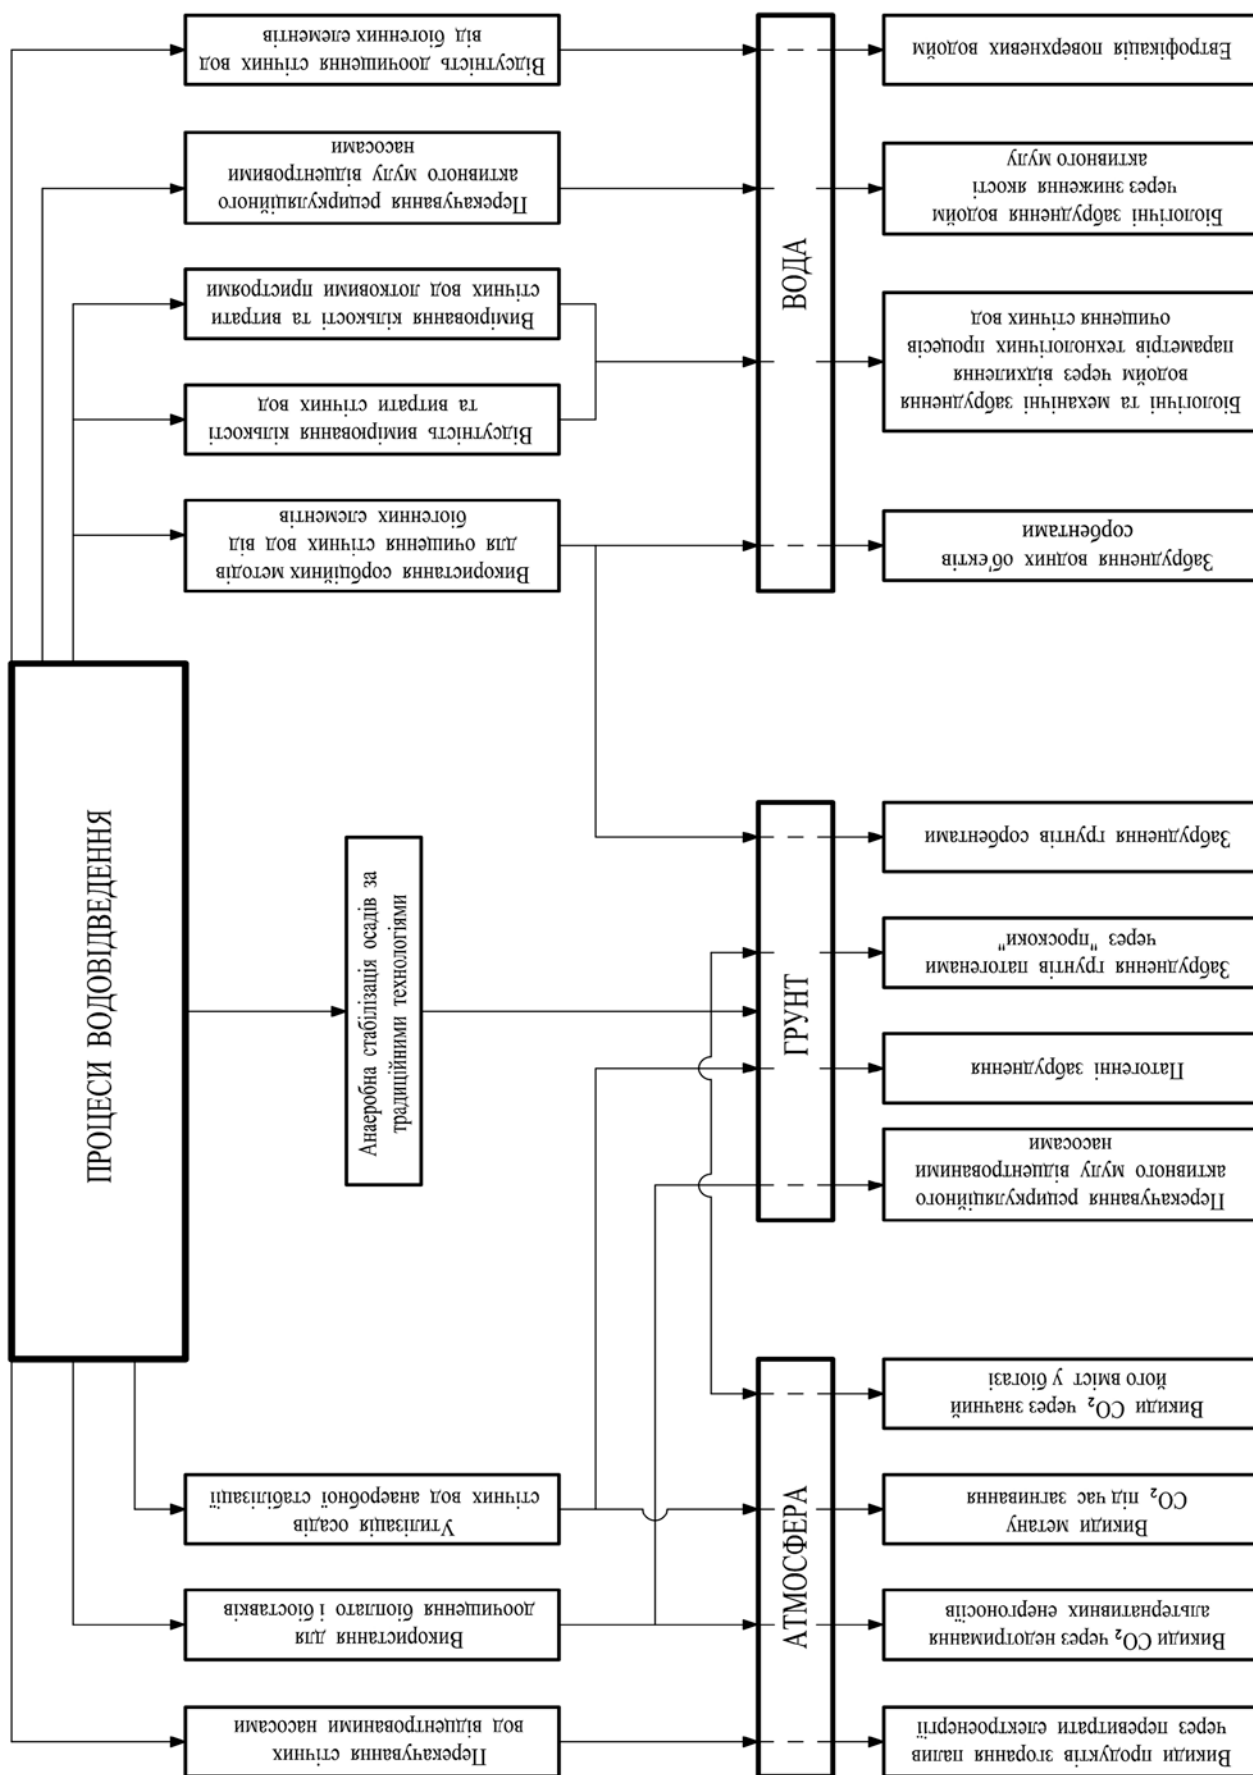 ПРОЦЕСИ ВОДОВІДВЕДЕННЯ
Відсутність доочищення стічних вод
від біогенних елементів
Перекачування рециркуляційного
активного мулу відцентровими
насосами
Вимірювання кількості та витрати
стічних вод лотковими пристроями
Відсутність вимірювання кількості
та витрати стічних вод
Використання сорбційних методів
для очищення стічних вод від
біогенних елементів
Анаеробна стабілізація осадів за
традиційними технологіями
Утилізація осадів
стічних вод анаеробної стабілізації
Використання для
доочищення біоплато і біоставків
Перекачування стічних
вод відцентрованими насосами
ВОДА
ГРУНТ
АТМОСФЕРА
Евтрофікація поверхневих водойм
Біологічні забруднення водойм
через зниження якості
активного мулу
Біологічні та механічні забруднення
водойм через відхилення
параметрів технологічних процесів
очищення стічних вод
Забруднення водних об'єктів
сорбентами
Забруднення грунтів сорбентами
Забруднення грунтів патогенами
через "проскоки"
Патогенні забруднення
Перекачування рециркуляційного
активного мулу відцентрованими
насосами
Викиди CO₂ через значний
його вміст у біогазі
Викиди метану
CO₂ під час загнивання
Викиди CO₂ через недотримання
альтернативних енергоносіїв
Викиди продуктів згорання палив
через перевитрати електроенергії